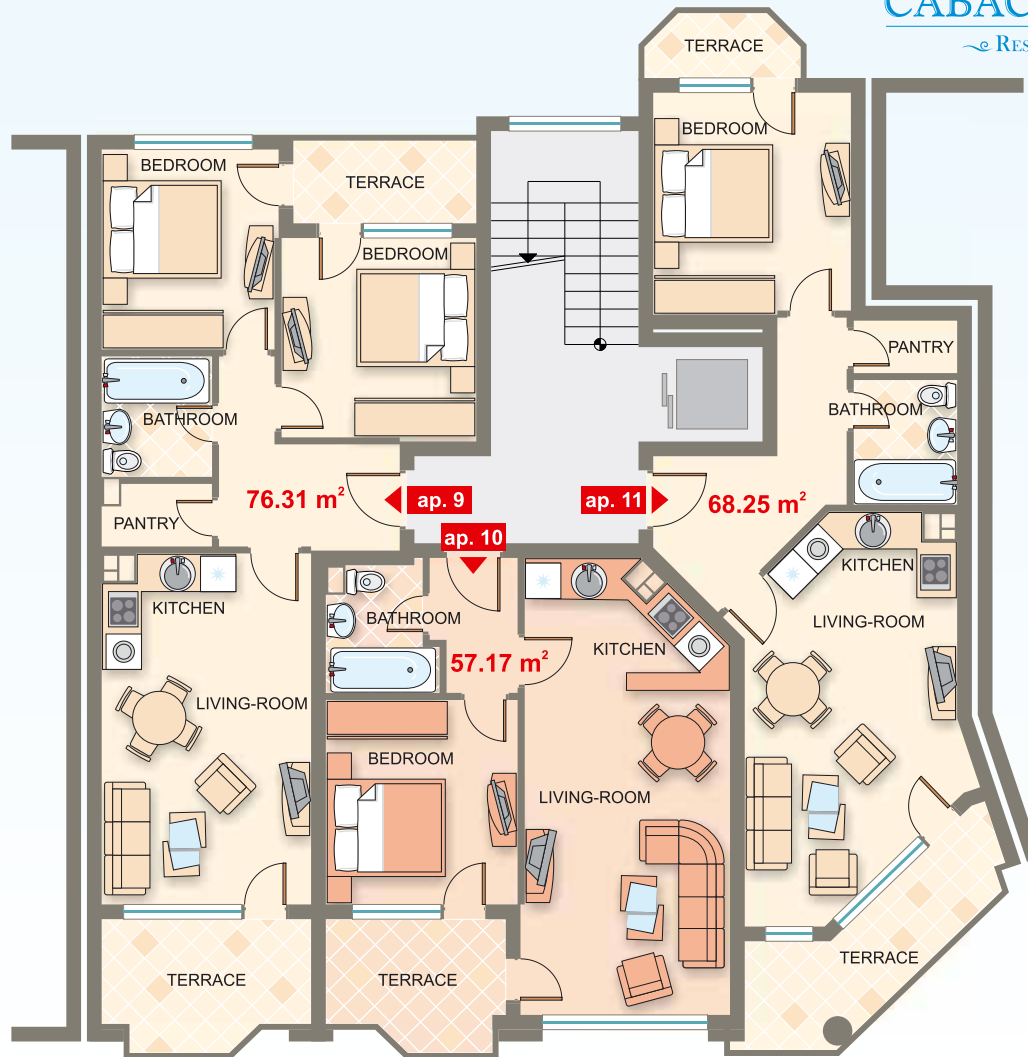 CABAC
RES
TERRACE
BEDROOM
BEDROOM
TERRACE
BEDROOM
PANTRY
BATHROOM
BATHROOM
76.31 m²
ap. 9
ap. 11
68.25 m²
PANTRY
ap. 10
KITCHEN
KITCHEN
BATHROOM
LIVING-ROOM
KITCHEN
57.17 m²
LIVING-ROOM
BEDROOM
LIVING-ROOM
TERRACE
TERRACE
TERRACE